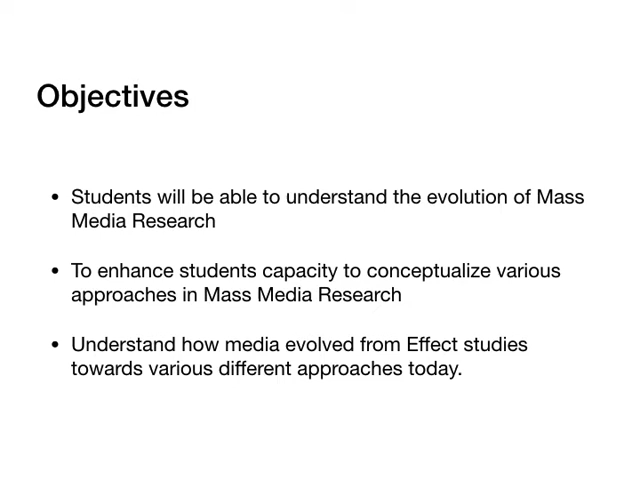 Objectives
• Students will be able to understand the evolution of Mass
Media Research
• To enhance students capacity to conceptualize various
approaches in Mass Media Research
• Understand how media evolved from Effect studies
towards various different approaches today.